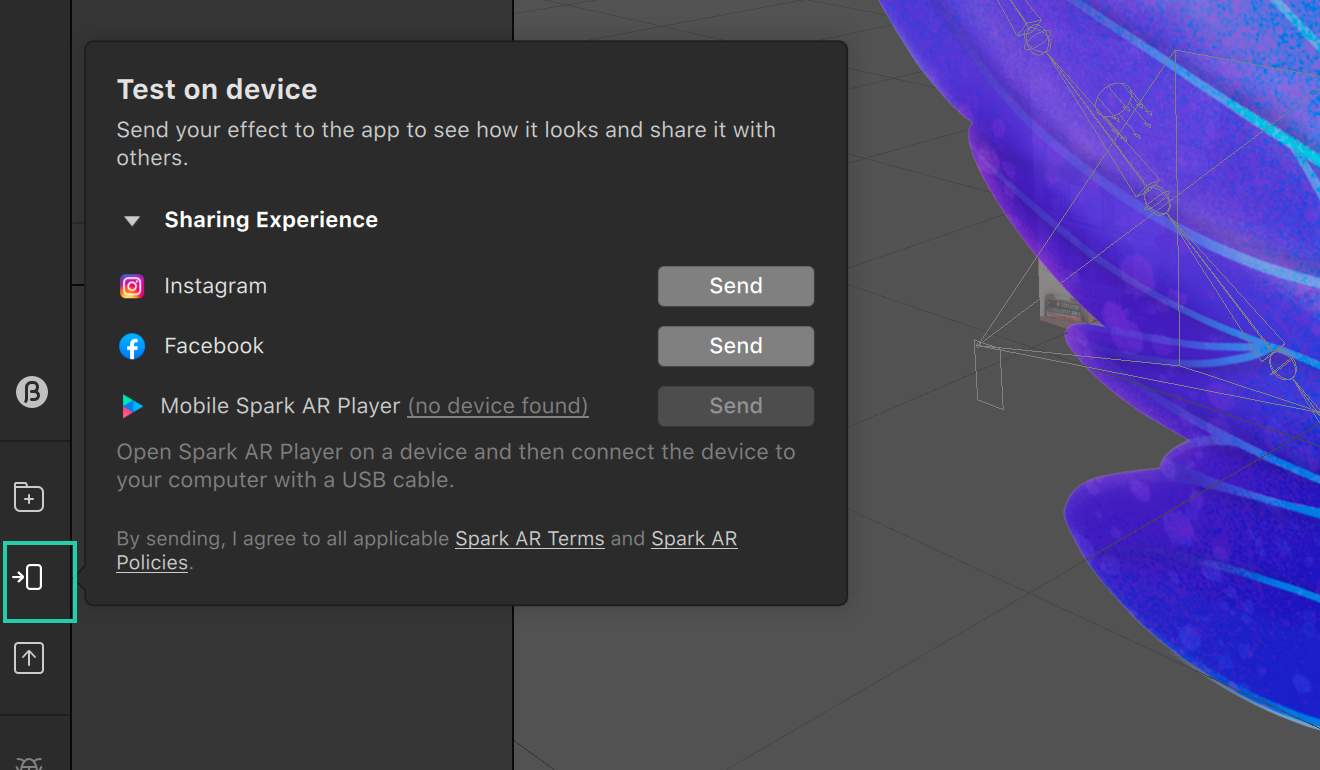 Test on device
Send your effect to the app to see how it looks and share it with
others.
Sharing Experience
Instagram
Send
Facebook
Send
Mobile Spark AR Player (no device found)
Send
Open Spark AR Player on a device and then connect the device to
your computer with a USB cable.
By sending, I agree to all applicable Spark AR Terms and Spark AR
Policies.
β